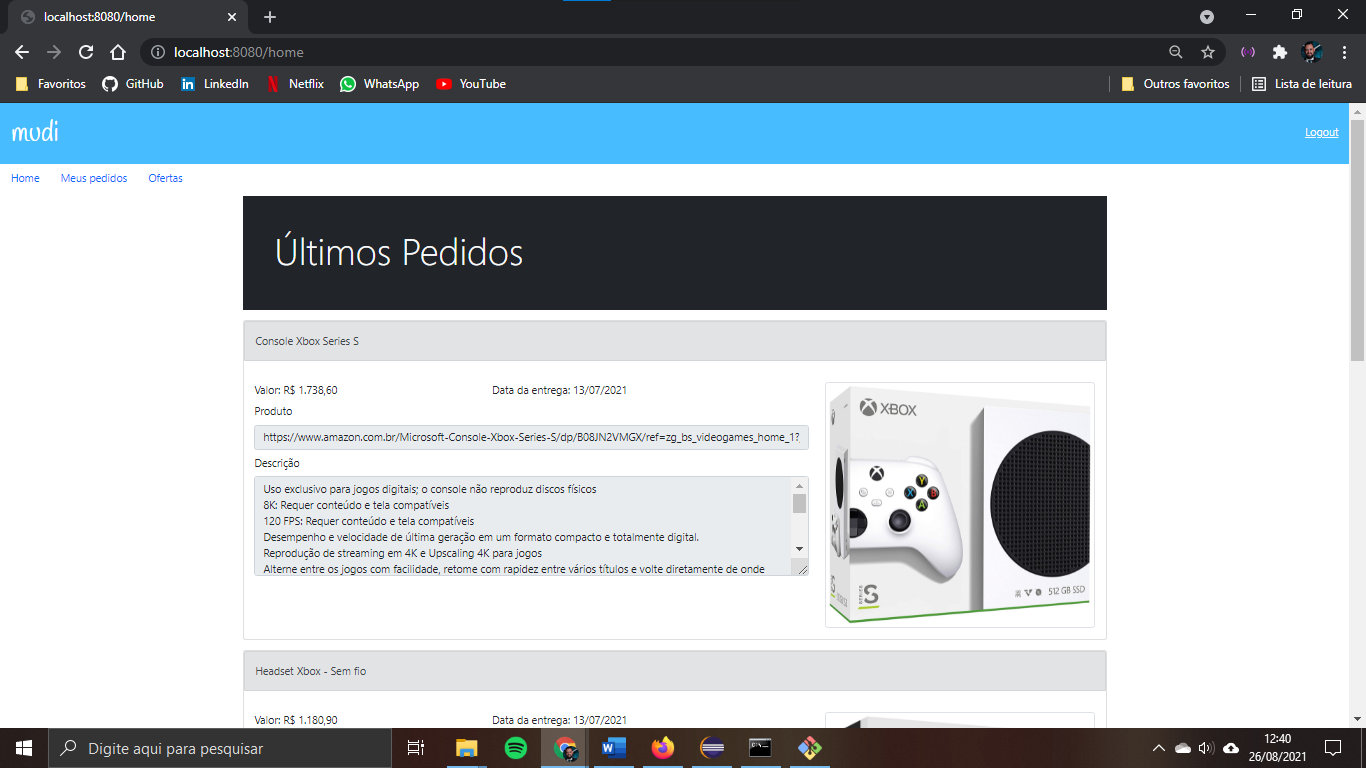 localhost:8080/home
localhost:8080/home
Favoritos GitHub LinkedIn Netflix WhatsApp YouTube Outros favoritos Lista de leitura
mudi Logout
Home Meus pedidos Ofertas
Últimos Pedidos
Console Xbox Series S
Valor: R$ 1.738,60 Data da entrega: 13/07/2021
Produto
https://www.amazon.com.br/Microsoft-Console-Xbox-Series-S/dp/B08JN2VMGX/ref=zg_bs_videogames_home_1?
Descrição
Uso exclusivo para jogos digitais; o console não reproduz discos físicos
8K: Requer conteúdo e tela compatíveis
120 FPS: Requer conteúdo e tela compatíveis
Desempenho e velocidade de última geração em um formato compacto e totalmente digital.
Reprodução de streaming em 4K e Upscaling 4K para jogos
Alterne entre os jogos com facilidade, retome com rapidez entre vários títulos e volte diretamente de onde
XBOX
Y
X B
A
SERIES
S
512 GB SSD
Headset Xbox - Sem fio
Valor: R$ 1.180,90 Data da entrega: 13/07/2021
Digite aqui para pesquisar
12:40
26/08/2021